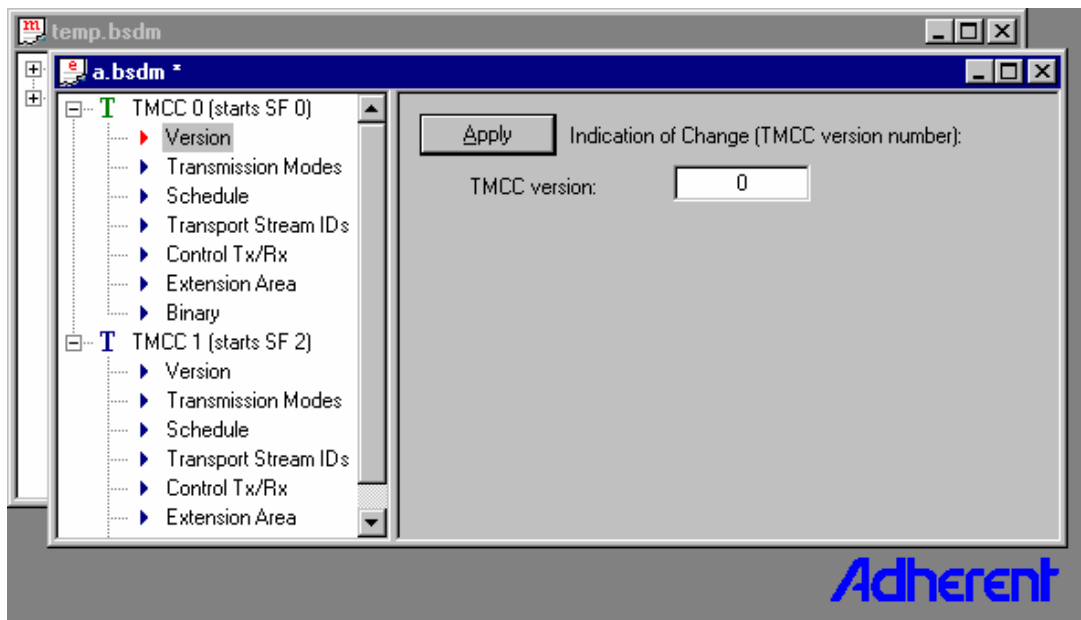 temp.bsdm
a.bsdm *
TMCC 0 (starts SF 0)
Version
Transmission Modes
Schedule
Transport Stream IDs
Control Tx/Rx
Extension Area
Binary
TMCC 1 (starts SF 2)
Version
Transmission Modes
Schedule
Transport Stream IDs
Control Tx/Rx
Extension Area
Apply
Indication of Change (TMCC version number):
TMCC version:
0
Adherent